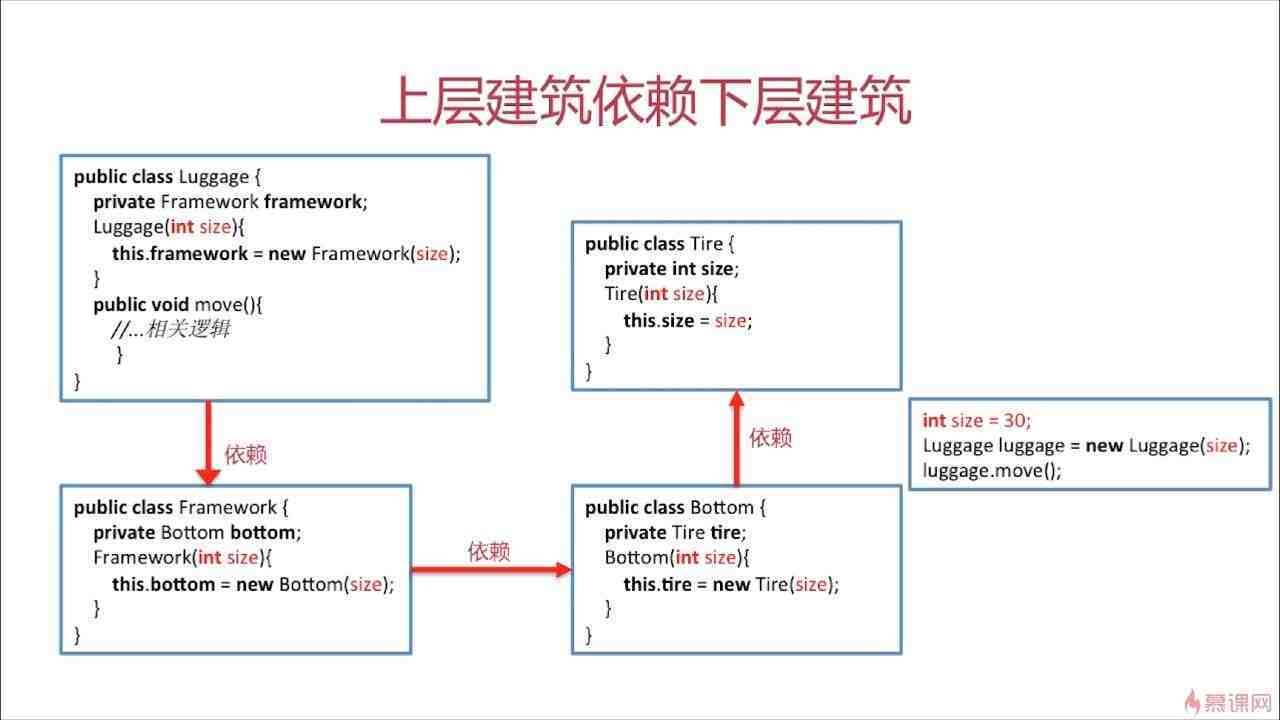 上层建筑依赖下层建筑
public class Luggage {
private Framework framework;
Luggage(int size){
this.framework = new Framework(size);
}
public void move(){
//...相关逻辑
}
}
依赖
public class Framework {
private Bottom bottom;
Framework(int size){
this.bottom = new Bottom(size);
}
}
依赖
public class Bottom {
private Tire tire;
Bottom(int size){
this.tire = new Tire(size);
}
}
依赖
public class Tire {
private int size;
Tire(int size){
this.size = size;
}
}
int size = 30;
Luggage luggage = new Luggage(size);
luggage.move();
慕课网